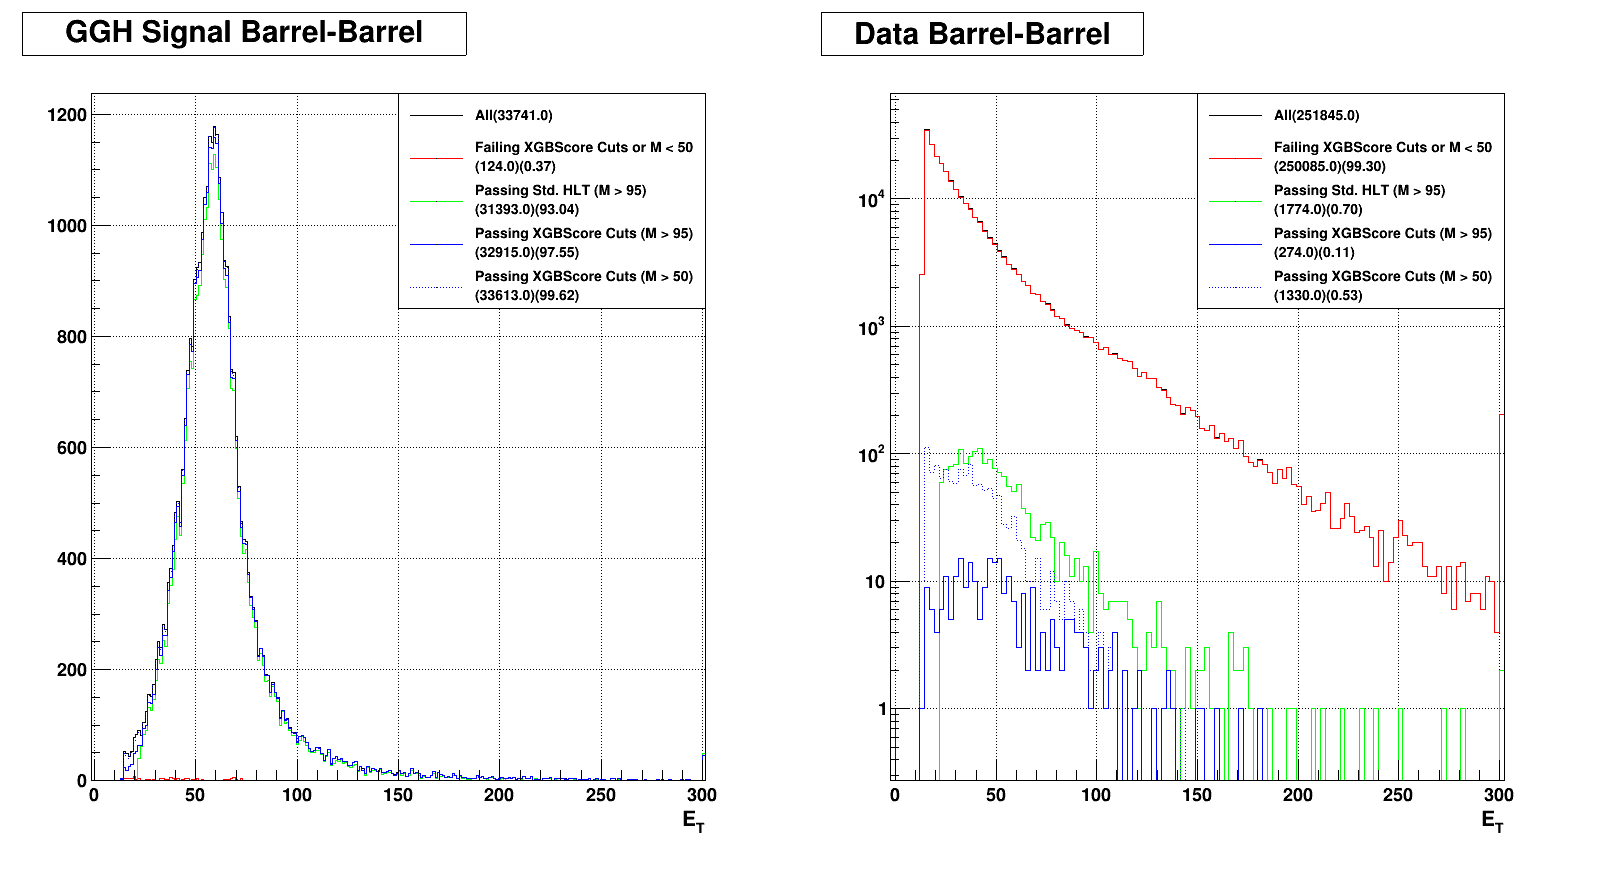 GGH Signal Barrel-Barrel
1200
1000
800
600
400
200
0
0 50 100 150 200 250 300
E_T
All(33741.0)
Failing XGBScore Cuts or M < 50
(124.0)(0.37)
Passing Std. HLT (M > 95)
(31393.0)(93.04)
Passing XGBScore Cuts (M > 95)
(32915.0)(97.55)
Passing XGBScore Cuts (M > 50)
(33613.0)(99.62)
Data Barrel-Barrel
10^4
10^3
10^2
10
1
0 50 100 150 200 250 300
E_T
All(251845.0)
Failing XGBScore Cuts or M < 50
(250085.0)(99.30)
Passing Std. HLT (M > 95)
(1774.0)(0.70)
Passing XGBScore Cuts (M > 95)
(274.0)(0.11)
Passing XGBScore Cuts (M > 50)
(1330.0)(0.53)